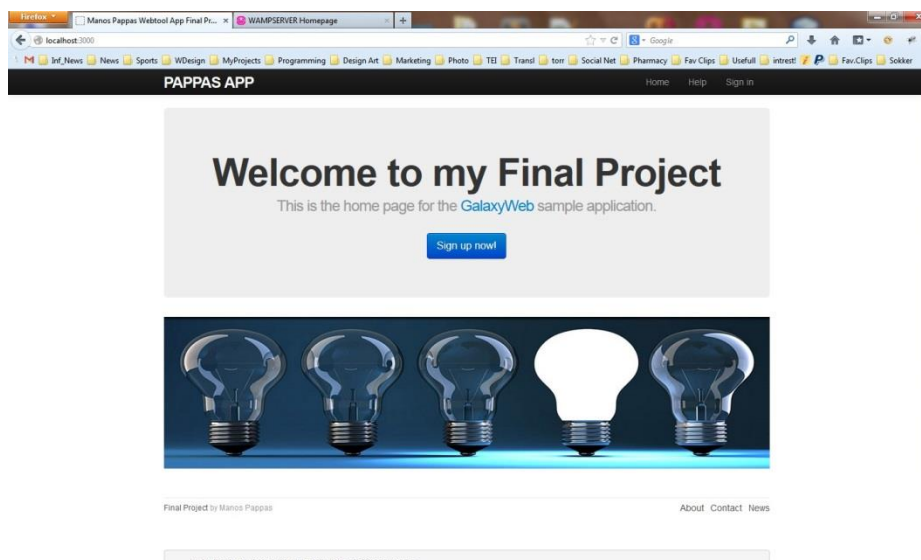 Firefox
Manos Pappas Webtool App Final Pr...
WAMPSERVER Homepage
localhost:3000
Google
Inf_News News Sports WDesign MyProjects Programming Design Art Marketing Photo TEI Transl torr Social Net Pharmacy Fav Clips Usefull intrest! Fav.Clips Sokker
PAPPAS APP
Home Help Sign in
Welcome to my Final Project
This is the home page for the GalaxyWeb sample application.
Sign up now!
Final Project by Manos Pappas
About Contact News